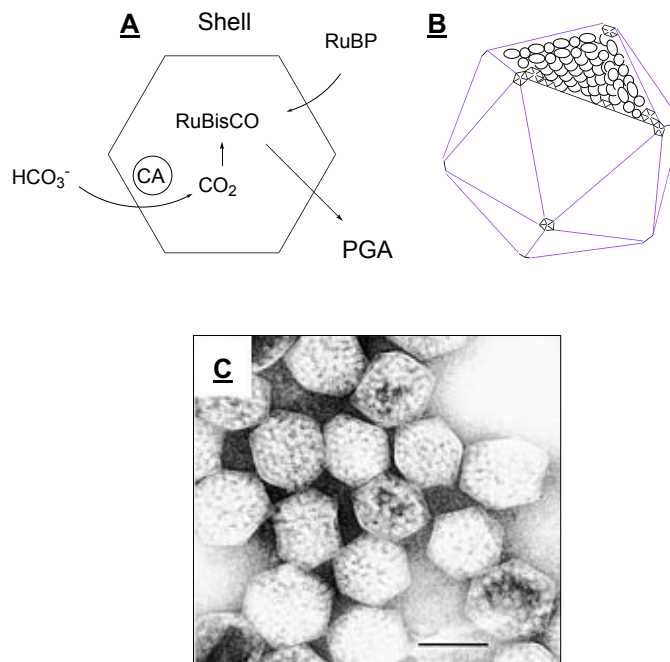 A
Shell
RuBP
B
RuBisCO
HCO₃⁻
CA
CO₂
PGA
C